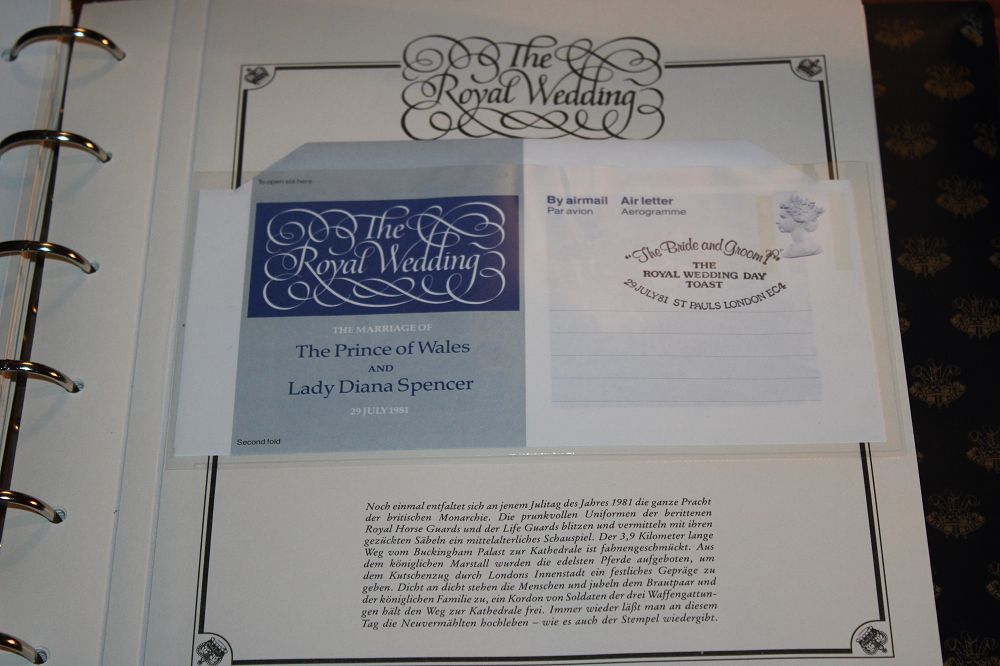 The
Royal Wedding
To open slit here
The
Royal Wedding
THE MARRIAGE OF
The Prince of Wales
AND
Lady Diana Spencer
29 JULY 1981
Second fold
By airmail Air letter
Par avion Aerogramme
"The Bride and Groom!"
THE
ROYAL WEDDING DAY
TOAST
29 JULY 81 ST PAULS LONDON EC4
Noch einmal entfaltet sich an jenem Julitag des Jahres 1981 die ganze Pracht
der britischen Monarchie. Die prunkvollen Uniformen der berittenen
Royal Horse Guards und der Life Guards blitzen und vermitteln mit ihren
gezückten Säbeln ein mittelalterliches Schauspiel. Der 3,9 Kilometer lange
Weg vom Buckingham Palast zur Kathedrale ist fahnengeschmückt. Aus
dem königlichen Marstall wurden die edelsten Pferde aufgeboten, um
dem Kutschenzug durch Londons Innenstadt ein festliches Gepräge zu
geben. Dicht an dicht stehen die Menschen und jubeln dem Brautpaar und
der königlichen Familie zu, ein Kordon von Soldaten der drei Waffengattun-
gen hält den Weg zur Kathedrale frei. Immer wieder läßt man an diesem
Tag die Neuvermählten hochleben – wie es auch der Stempel wiedergibt.